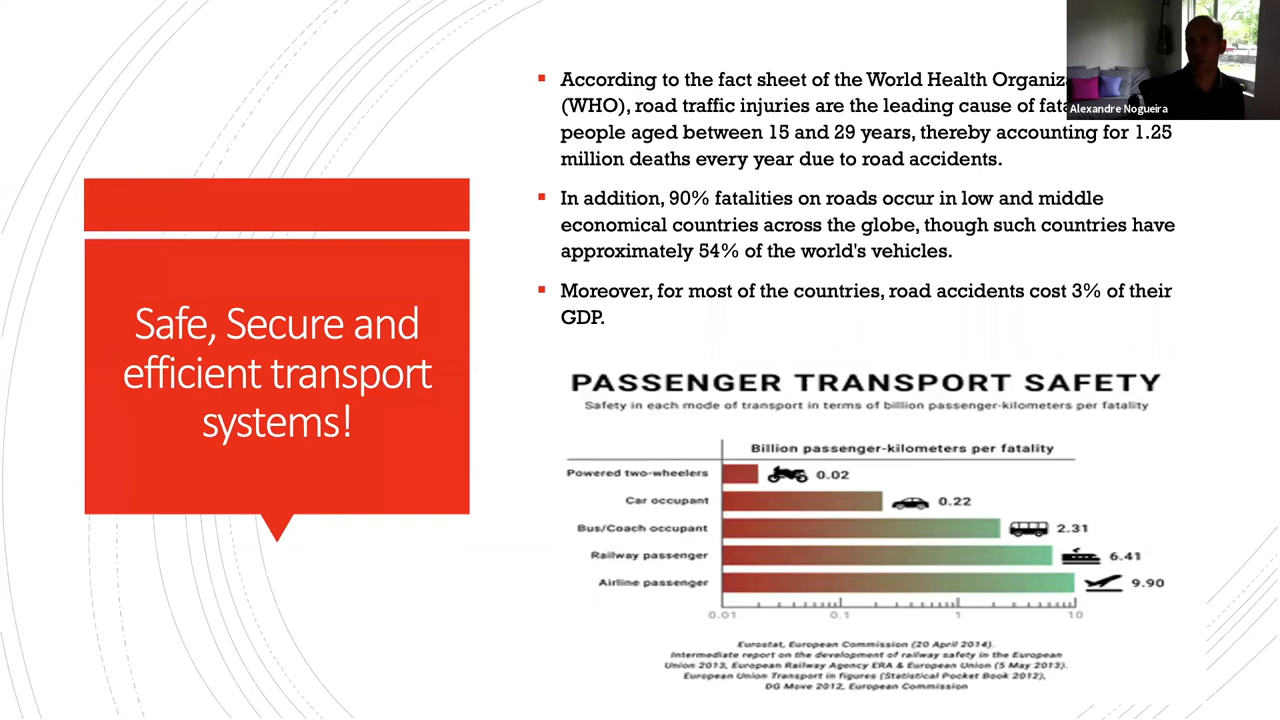 According to the fact sheet of the World Health
(WHO), road traffic injuries are the leading cause of
people aged between 15 and 29 years, thereby accounting for 1.25
million deaths every year due to road accidents.
In addition, 90% fatalities on roads occur in low and middle
economical countries across the globe, though such countries have
approximately 54% of the world's vehicles.
Moreover, for most of the countries, road accidents cost 3% of their
GDP.
Alexandre Nogueira
Safe, Secure and
efficient transport
systems!
PASSENGER TRANSPORT SAFETY
Safety in each mode of transport in terms of billion passenger-kilometers per fatality
Billion passenger-kilometers per fatality
Powered two-wheelers 0.02
Car occupant 0.22
Bus/Coach occupant 2.31
Railway passenger 6.41
Airline passenger 9.90
0.01 0.1 1 10
Eurostat, European Commission (20 April 2014).
Intermediate report on the development of railway safety in the European
Union 2013, European Railway Agency ERA & European Union (5 May 2013).
European Union Transport in figures (Statistical Pocket Book 2012),
DG Move 2012, European Commission